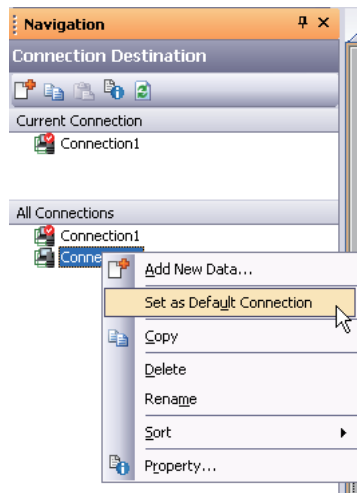 Navigation
Connection Destination
Current Connection
Connection1
All Connections
Connection1
Conne
Add New Data...
Set as Default Connection
Copy
Delete
Rename
Sort
Property...